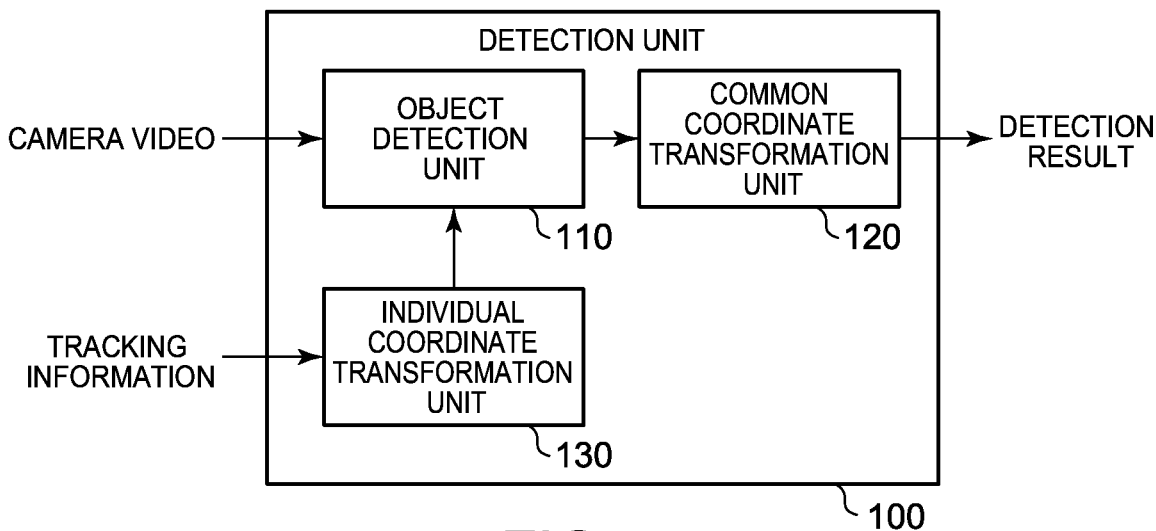 DETECTION UNIT
CAMERA VIDEO
OBJECT
DETECTION
UNIT
110
COMMON
COORDINATE
TRANSFORMATION
UNIT
120
DETECTION
RESULT
TRACKING
INFORMATION
INDIVIDUAL
COORDINATE
TRANSFORMATION
UNIT
130
100